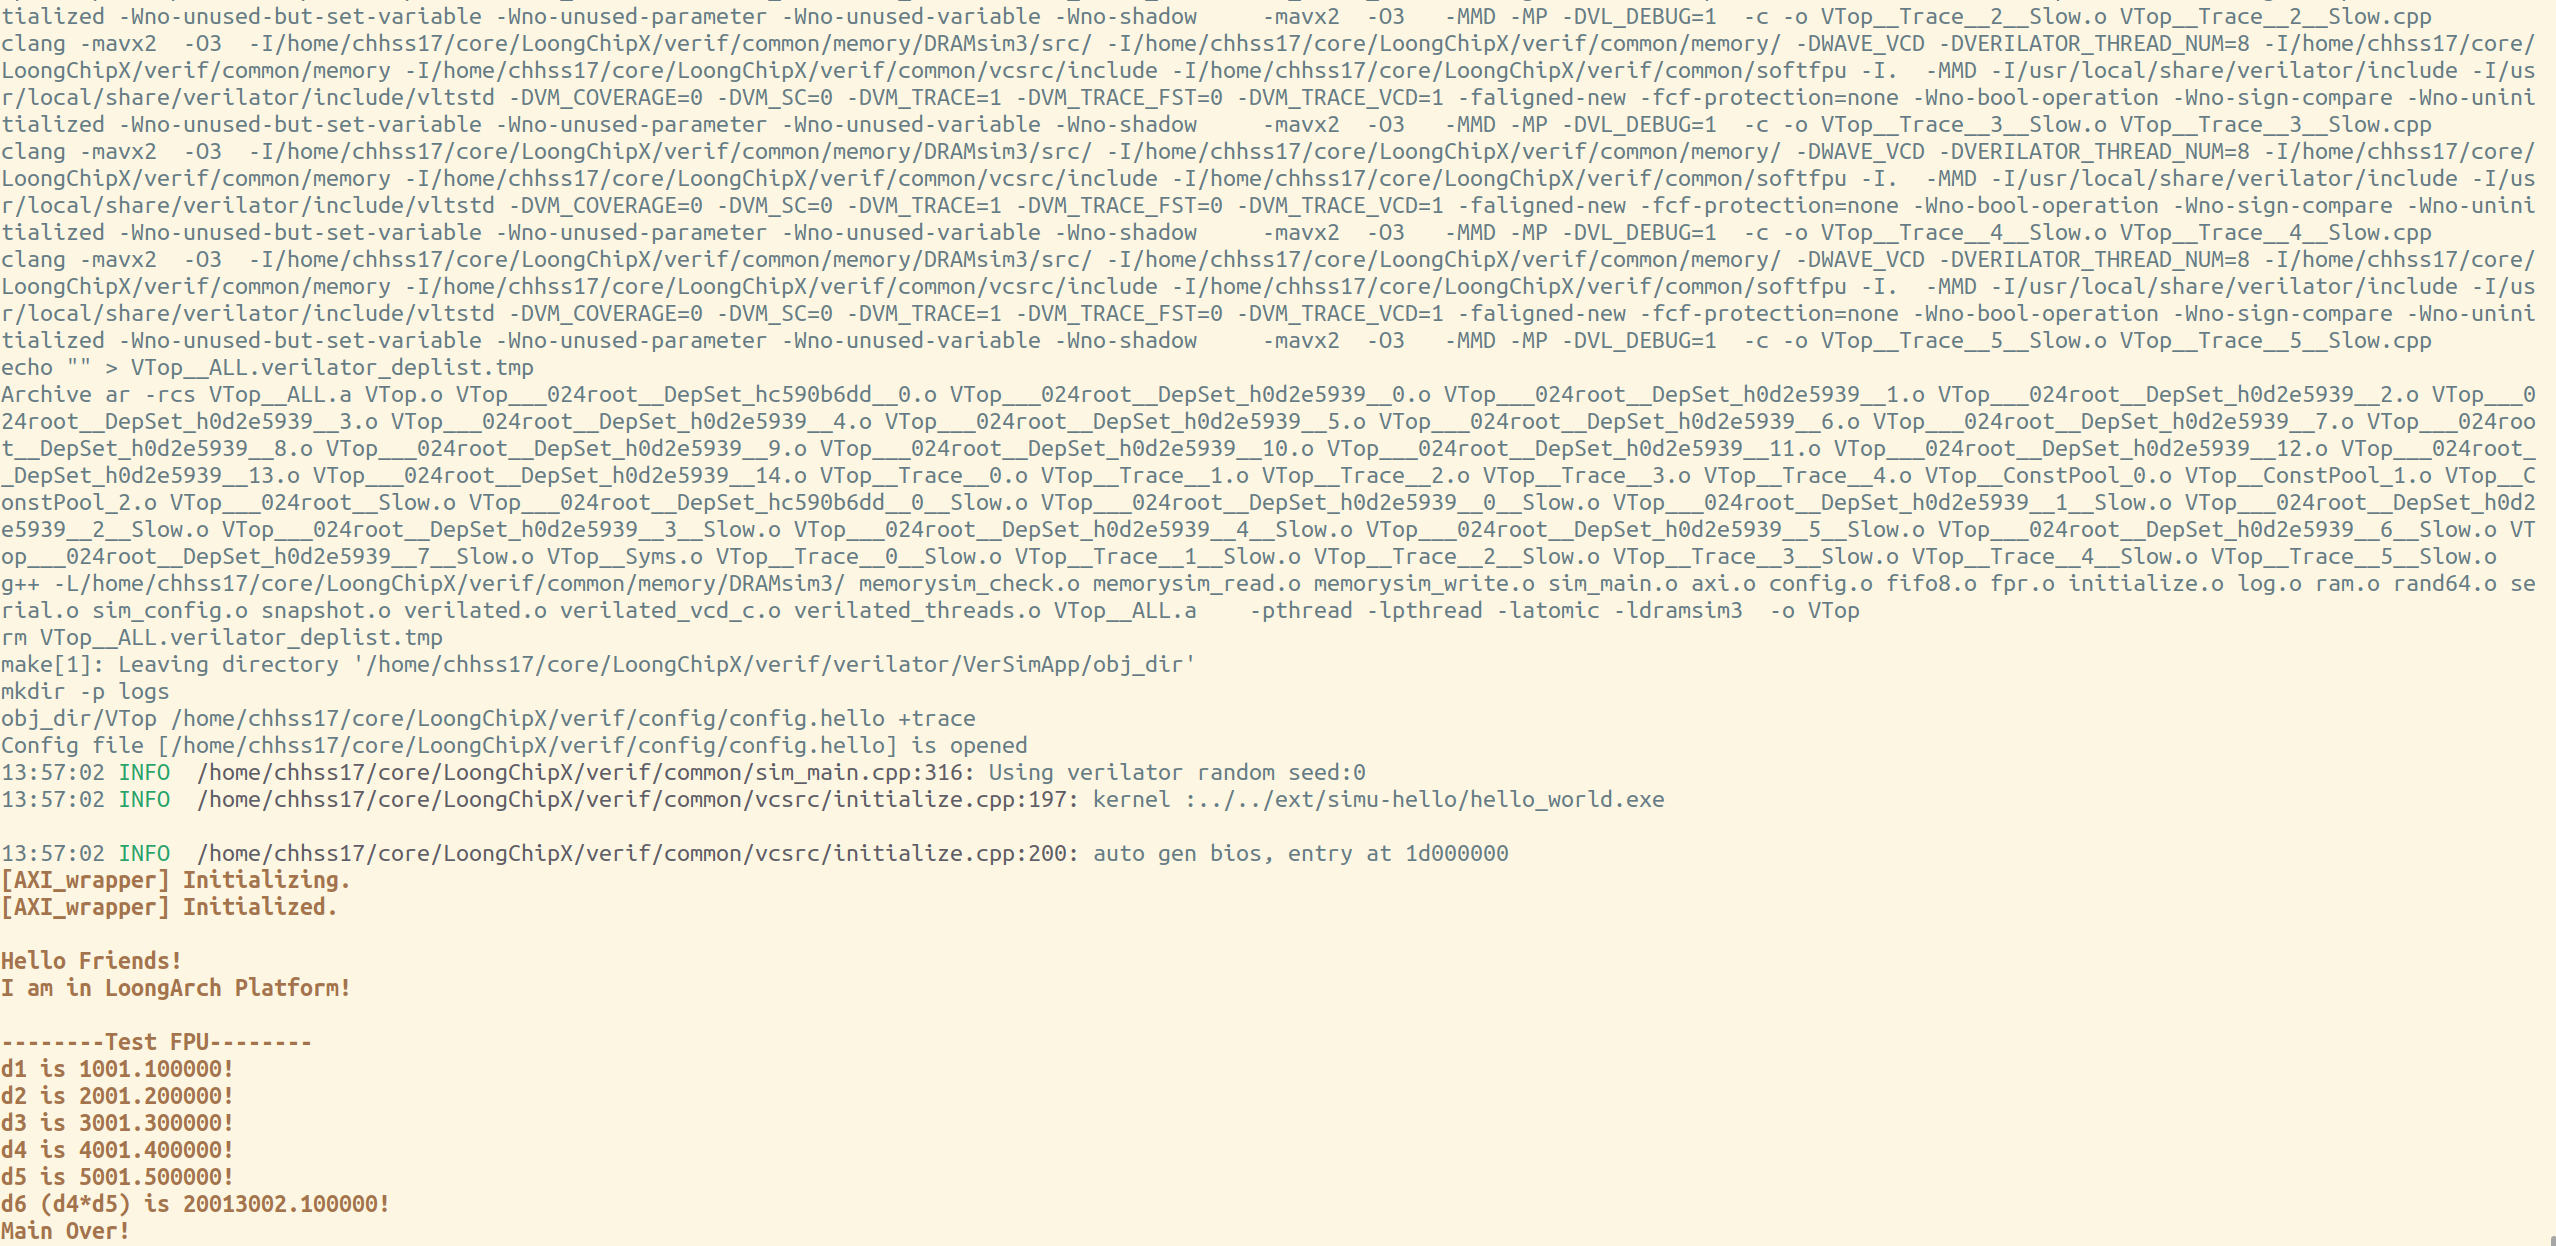 tialized -Wno-unused-but-set-variable -Wno-unused-parameter -Wno-unused-variable -Wno-shadow     -mavx2  -O3   -MMD -MP -DVL_DEBUG=1  -c -o VTop__Trace__2__Slow.o VTop__Trace__2__Slow.cpp
clang -mavx2  -O3  -I/home/chhss17/core/LoongChipX/verif/common/memory/DRAMsim3/src/ -I/home/chhss17/core/LoongChipX/verif/common/memory/ -DWAVE_VCD -DVERILATOR_THREAD_NUM=8 -I/home/chhss17/core/
LoongChipX/verif/common/memory -I/home/chhss17/core/LoongChipX/verif/common/vcsrc/include -I/home/chhss17/core/LoongChipX/verif/common/softfpu -I.  -MMD -I/usr/local/share/verilator/include -I/us
r/local/share/verilator/include/vltstd -DVM_COVERAGE=0 -DVM_SC=0 -DVM_TRACE=1 -DVM_TRACE_FST=0 -DVM_TRACE_VCD=1 -faligned-new -fcf-protection=none -Wno-bool-operation -Wno-sign-compare -Wno-unini
tialized -Wno-unused-but-set-variable -Wno-unused-parameter -Wno-unused-variable -Wno-shadow     -mavx2  -O3   -MMD -MP -DVL_DEBUG=1  -c -o VTop__Trace__3__Slow.o VTop__Trace__3__Slow.cpp
clang -mavx2  -O3  -I/home/chhss17/core/LoongChipX/verif/common/memory/DRAMsim3/src/ -I/home/chhss17/core/LoongChipX/verif/common/memory/ -DWAVE_VCD -DVERILATOR_THREAD_NUM=8 -I/home/chhss17/core/
LoongChipX/verif/common/memory -I/home/chhss17/core/LoongChipX/verif/common/vcsrc/include -I/home/chhss17/core/LoongChipX/verif/common/softfpu -I.  -MMD -I/usr/local/share/verilator/include -I/us
r/local/share/verilator/include/vltstd -DVM_COVERAGE=0 -DVM_SC=0 -DVM_TRACE=1 -DVM_TRACE_FST=0 -DVM_TRACE_VCD=1 -faligned-new -fcf-protection=none -Wno-bool-operation -Wno-sign-compare -Wno-unini
tialized -Wno-unused-but-set-variable -Wno-unused-parameter -Wno-unused-variable -Wno-shadow     -mavx2  -O3   -MMD -MP -DVL_DEBUG=1  -c -o VTop__Trace__4__Slow.o VTop__Trace__4__Slow.cpp
clang -mavx2  -O3  -I/home/chhss17/core/LoongChipX/verif/common/memory/DRAMsim3/src/ -I/home/chhss17/core/LoongChipX/verif/common/memory/ -DWAVE_VCD -DVERILATOR_THREAD_NUM=8 -I/home/chhss17/core/
LoongChipX/verif/common/memory -I/home/chhss17/core/LoongChipX/verif/common/vcsrc/include -I/home/chhss17/core/LoongChipX/verif/common/softfpu -I.  -MMD -I/usr/local/share/verilator/include -I/us
r/local/share/verilator/include/vltstd -DVM_COVERAGE=0 -DVM_SC=0 -DVM_TRACE=1 -DVM_TRACE_FST=0 -DVM_TRACE_VCD=1 -faligned-new -fcf-protection=none -Wno-bool-operation -Wno-sign-compare -Wno-unini
tialized -Wno-unused-but-set-variable -Wno-unused-parameter -Wno-unused-variable -Wno-shadow     -mavx2  -O3   -MMD -MP -DVL_DEBUG=1  -c -o VTop__Trace__5__Slow.o VTop__Trace__5__Slow.cpp
echo "" > VTop__ALL.verilator_deplist.tmp
Archive ar -rcs VTop__ALL.a VTop.o VTop___024root__DepSet_hc590b6dd__0.o VTop___024root__DepSet_h0d2e5939__0.o VTop___024root__DepSet_h0d2e5939__1.o VTop___024root__DepSet_h0d2e5939__2.o VTop___0
24root__DepSet_h0d2e5939__3.o VTop___024root__DepSet_h0d2e5939__4.o VTop___024root__DepSet_h0d2e5939__5.o VTop___024root__DepSet_h0d2e5939__6.o VTop___024root__DepSet_h0d2e5939__7.o VTop___024roo
t__DepSet_h0d2e5939__8.o VTop___024root__DepSet_h0d2e5939__9.o VTop___024root__DepSet_h0d2e5939__10.o VTop___024root__DepSet_h0d2e5939__11.o VTop___024root__DepSet_h0d2e5939__12.o VTop___024root_
_DepSet_h0d2e5939__13.o VTop___024root__DepSet_h0d2e5939__14.o VTop__Trace__0.o VTop__Trace__1.o VTop__Trace__2.o VTop__Trace__3.o VTop__Trace__4.o VTop__ConstPool_0.o VTop__ConstPool_1.o VTop__C
onstPool_2.o VTop___024root__Slow.o VTop___024root__DepSet_hc590b6dd__0__Slow.o VTop___024root__DepSet_h0d2e5939__0__Slow.o VTop___024root__DepSet_h0d2e5939__1__Slow.o VTop___024root__DepSet_h0d2
e5939__2__Slow.o VTop___024root__DepSet_h0d2e5939__3__Slow.o VTop___024root__DepSet_h0d2e5939__4__Slow.o VTop___024root__DepSet_h0d2e5939__5__Slow.o VTop___024root__DepSet_h0d2e5939__6__Slow.o VT
op___024root__DepSet_h0d2e5939__7__Slow.o VTop__Syms.o VTop__Trace__0__Slow.o VTop__Trace__1__Slow.o VTop__Trace__2__Slow.o VTop__Trace__3__Slow.o VTop__Trace__4__Slow.o VTop__Trace__5__Slow.o
g++ -L/home/chhss17/core/LoongChipX/verif/common/memory/DRAMsim3/ memorysim_check.o memorysim_read.o memorysim_write.o sim_main.o axi.o config.o fifo8.o fpr.o initialize.o log.o ram.o rand64.o se
rial.o sim_config.o snapshot.o verilated.o verilated_vcd_c.o verilated_threads.o VTop__ALL.a    -pthread -lpthread -latomic -ldramsim3  -o VTop
rm VTop__ALL.verilator_deplist.tmp
make[1]: Leaving directory '/home/chhss17/core/LoongChipX/verif/verilator/VerSimApp/obj_dir'
mkdir -p logs
obj_dir/VTop /home/chhss17/core/LoongChipX/verif/config/config.hello +trace
Config file [/home/chhss17/core/LoongChipX/verif/config/config.hello] is opened
13:57:02 INFO  /home/chhss17/core/LoongChipX/verif/common/sim_main.cpp:316: Using verilator random seed:0
13:57:02 INFO  /home/chhss17/core/LoongChipX/verif/common/vcsrc/initialize.cpp:197: kernel :../../ext/simu-hello/hello_world.exe
13:57:02 INFO  /home/chhss17/core/LoongChipX/verif/common/vcsrc/initialize.cpp:200: auto gen bios, entry at 1d000000
[AXI_wrapper] Initializing.
[AXI_wrapper] Initialized.
Hello Friends!
I am in LoongArch Platform!
--------Test FPU--------
d1 is 1001.100000!
d2 is 2001.200000!
d3 is 3001.300000!
d4 is 4001.400000!
d5 is 5001.500000!
d6 (d4*d5) is 20013002.100000!
Main Over!